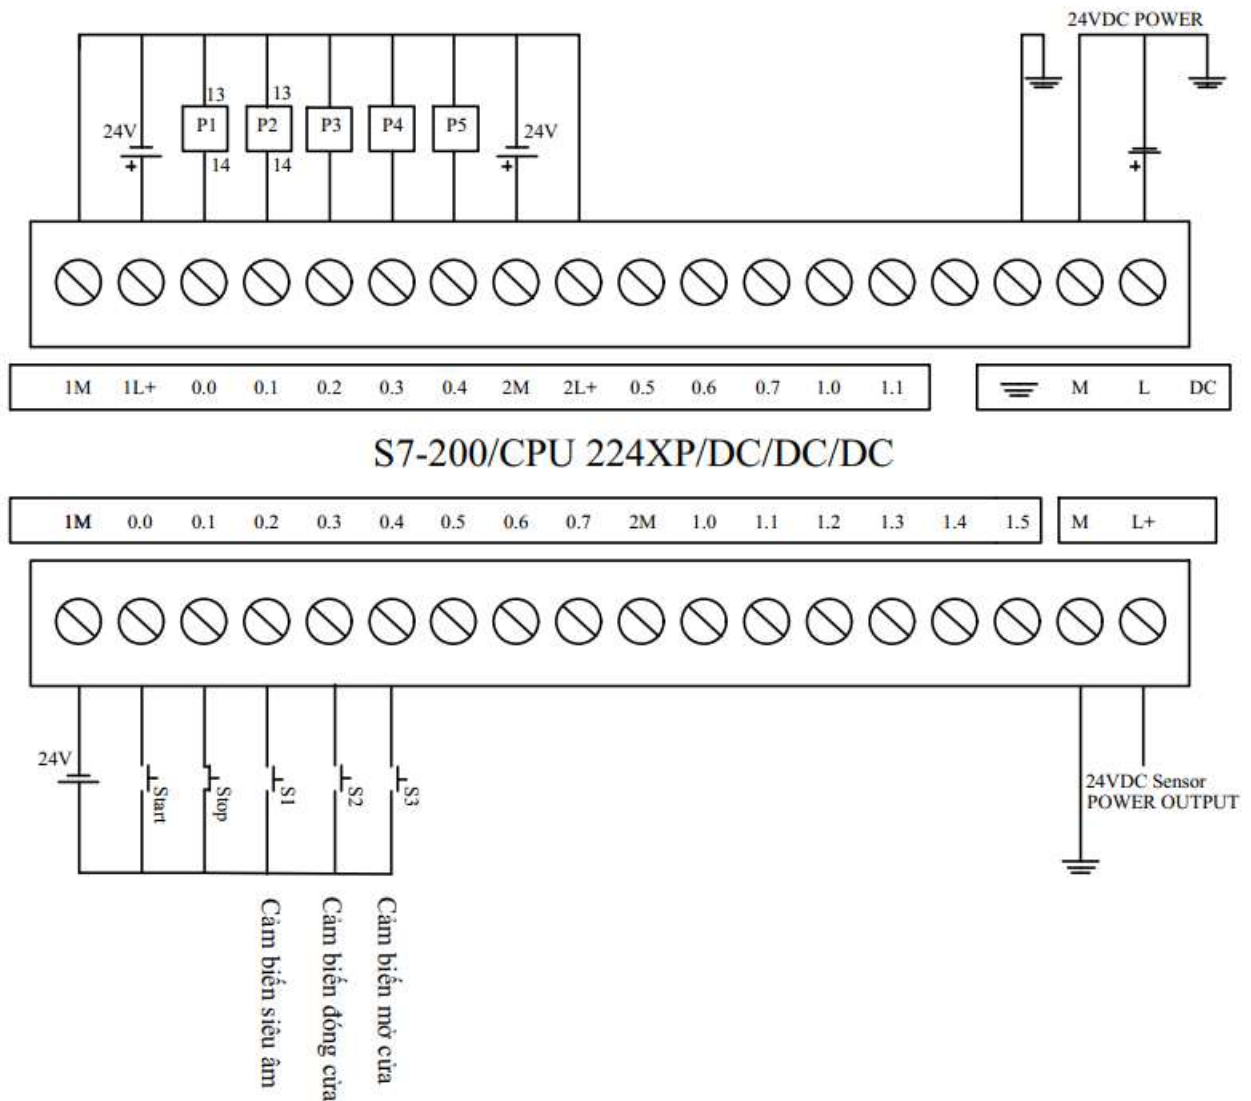 24VDC POWER
13 13
24V P1 P2 P3 P4 P5 24V
+ 14 14 + +
1M 1L+ 0.0 0.1 0.2 0.3 0.4 2M 2L+ 0.5 0.6 0.7 1.0 1.1 M L DC
S7-200/CPU 224XP/DC/DC/DC
1M 0.0 0.1 0.2 0.3 0.4 0.5 0.6 0.7 2M 1.0 1.1 1.2 1.3 1.4 1.5 M L+
24V
Start
Stop
S1
S2
S3
24VDC Sensor
POWER OUTPUT
Cảm biến siêu âm
Cảm biến đóng cửa
Cảm biến mở cửa